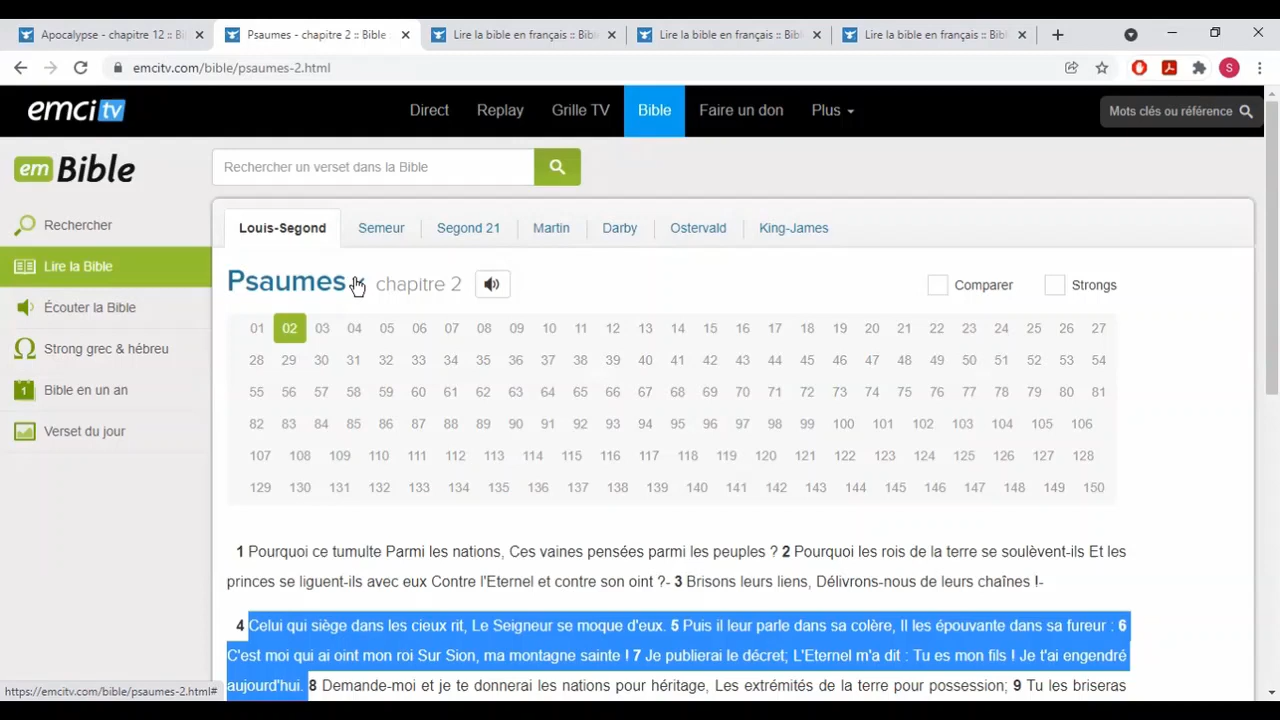 Apocalypse - chapitre 12 :: Bi
Psaumes - chapitre 2 :: Bible
Lire la bible en français :: Bib
Lire la bible en français :: Bib
Lire la bible en français :: Bib
emcitv.com/bible/psaumes-2.html
S
emci tv
Direct
Replay
Grille TV
Bible
Faire un don
Plus
Mots clés ou référence
em Bible
Rechercher un verset dans la Bible
Rechercher
Lire la Bible
Écouter la Bible
Strong grec & hébreu
1 Bible en un an
Verset du jour
Louis-Segond
Semeur
Segond 21
Martin
Darby
Ostervald
King-James
Psaumes chapitre 2
Comparer
Strongs
01 02 03 04 05 06 07 08 09 10 11 12 13 14 15 16 17 18 19 20 21 22 23 24 25 26 27
28 29 30 31 32 33 34 35 36 37 38 39 40 41 42 43 44 45 46 47 48 49 50 51 52 53 54
55 56 57 58 59 60 61 62 63 64 65 66 67 68 69 70 71 72 73 74 75 76 77 78 79 80 81
82 83 84 85 86 87 88 89 90 91 92 93 94 95 96 97 98 99 100 101 102 103 104 105 106
107 108 109 110 111 112 113 114 115 116 117 118 119 120 121 122 123 124 125 126 127 128
129 130 131 132 133 134 135 136 137 138 139 140 141 142 143 144 145 146 147 148 149 150
1 Pourquoi ce tumulte Parmi les nations, Ces vaines pensées parmi les peuples ? 2 Pourquoi les rois de la terre se soulèvent-ils Et les
princes se liguent-ils avec eux Contre l'Eternel et contre son oint ?- 3 Brisons leurs liens, Délivrons-nous de leurs chaînes !-
4 Celui qui siège dans les cieux rit, Le Seigneur se moque d'eux. 5 Puis il leur parle dans sa colère, Il les épouvante dans sa fureur : 6
C'est moi qui ai oint mon roi Sur Sion, ma montagne sainte ! 7 Je publierai le décret; L'Eternel m'a dit : Tu es mon fils ! Je t'ai engendré
aujourd'hui. 8 Demande-moi et je te donnerai les nations pour héritage, Les extrémités de la terre pour possession; 9 Tu les briseras
https://emcitv.com/bible/psaumes-2.html#